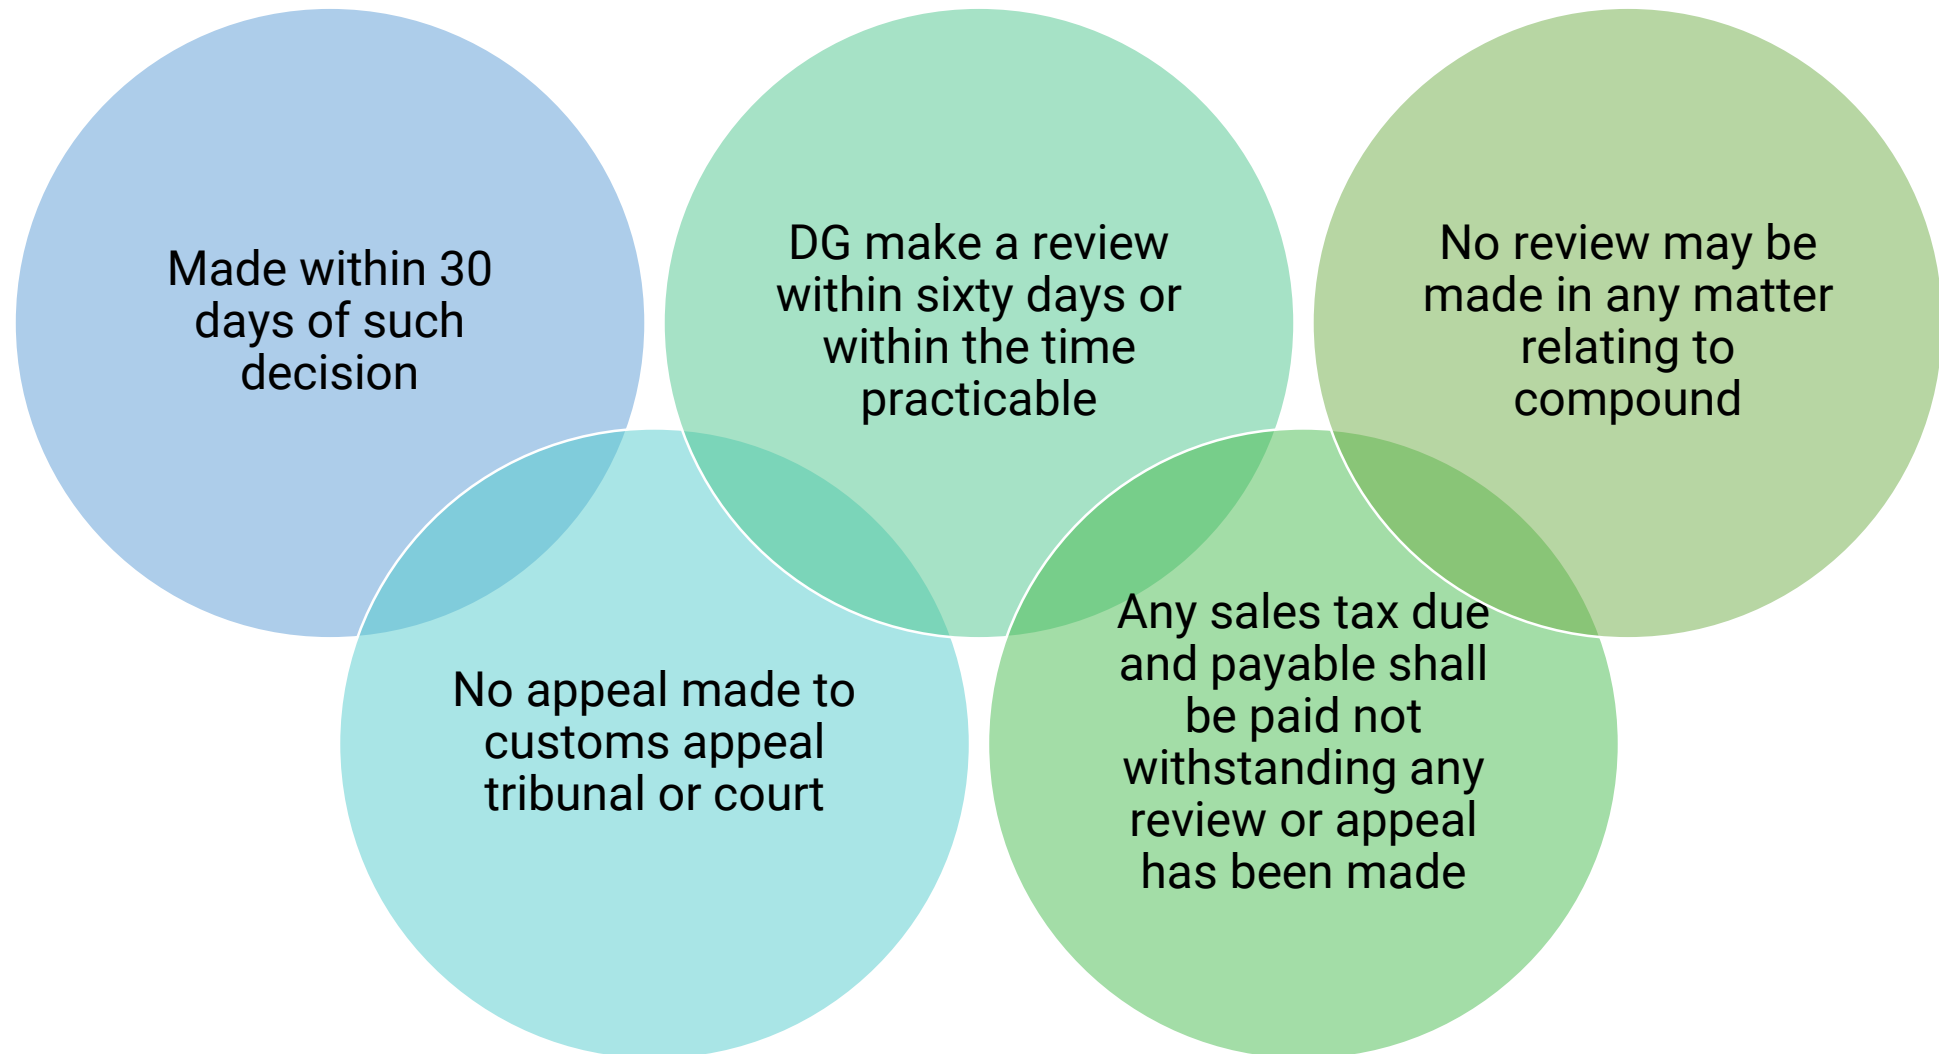 Made within 30
days of such
decision
No appeal made to
customs appeal
tribunal or court
DG make a review
within sixty days or
within the time
practicable
Any sales tax due
and payable shall
be paid not
withstanding any
review or appeal
has been made
No review may be
made in any matter
relating to
compound